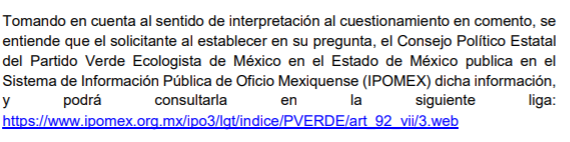 Tomando en cuenta al sentido de interpretación al cuestionamiento en comento, se
entiende que el solicitante al establecer en su pregunta, el Consejo Político Estatal
del Partido Verde Ecologista de México en el Estado de México publica en el
Sistema de Información Pública de Oficio Mexiquense (IPOMEX) dicha información,
y podrá consultarla en la siguiente liga:
https://www.ipomex.org.mx/ipo3/lgt/indice/PVERDE/art_92_vii/3.web